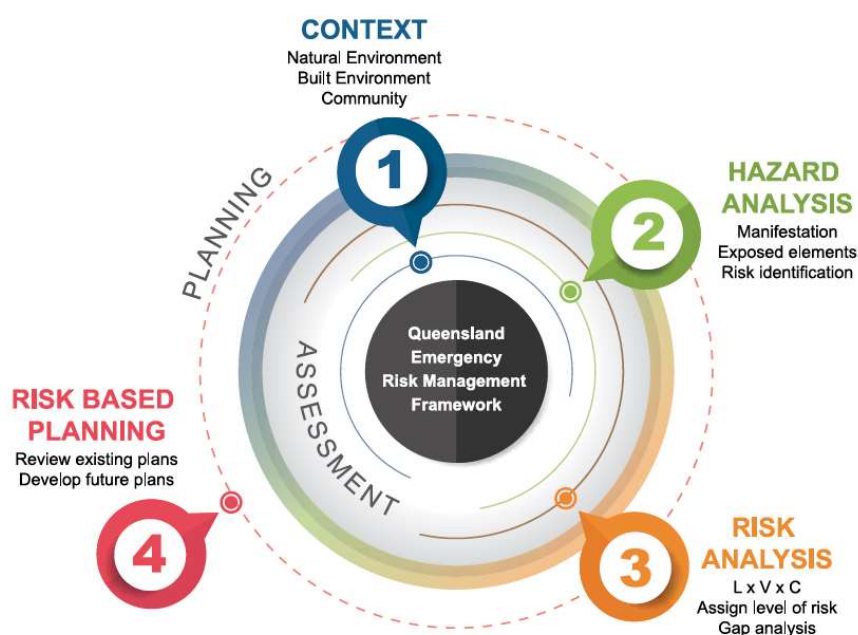 CONTEXT
Natural Environment
Built Environment
Community
1
PLANNING
HAZARD
ANALYSIS
Manifestation
Exposed elements
Risk identification
2
Queensland
Emergency
Risk Management
Framework
ASSESSMENT
RISK BASED
PLANNING
Review existing plans
Develop future plans
4
3
RISK
ANALYSIS
L x V x C
Assign level of risk
Gap analysis